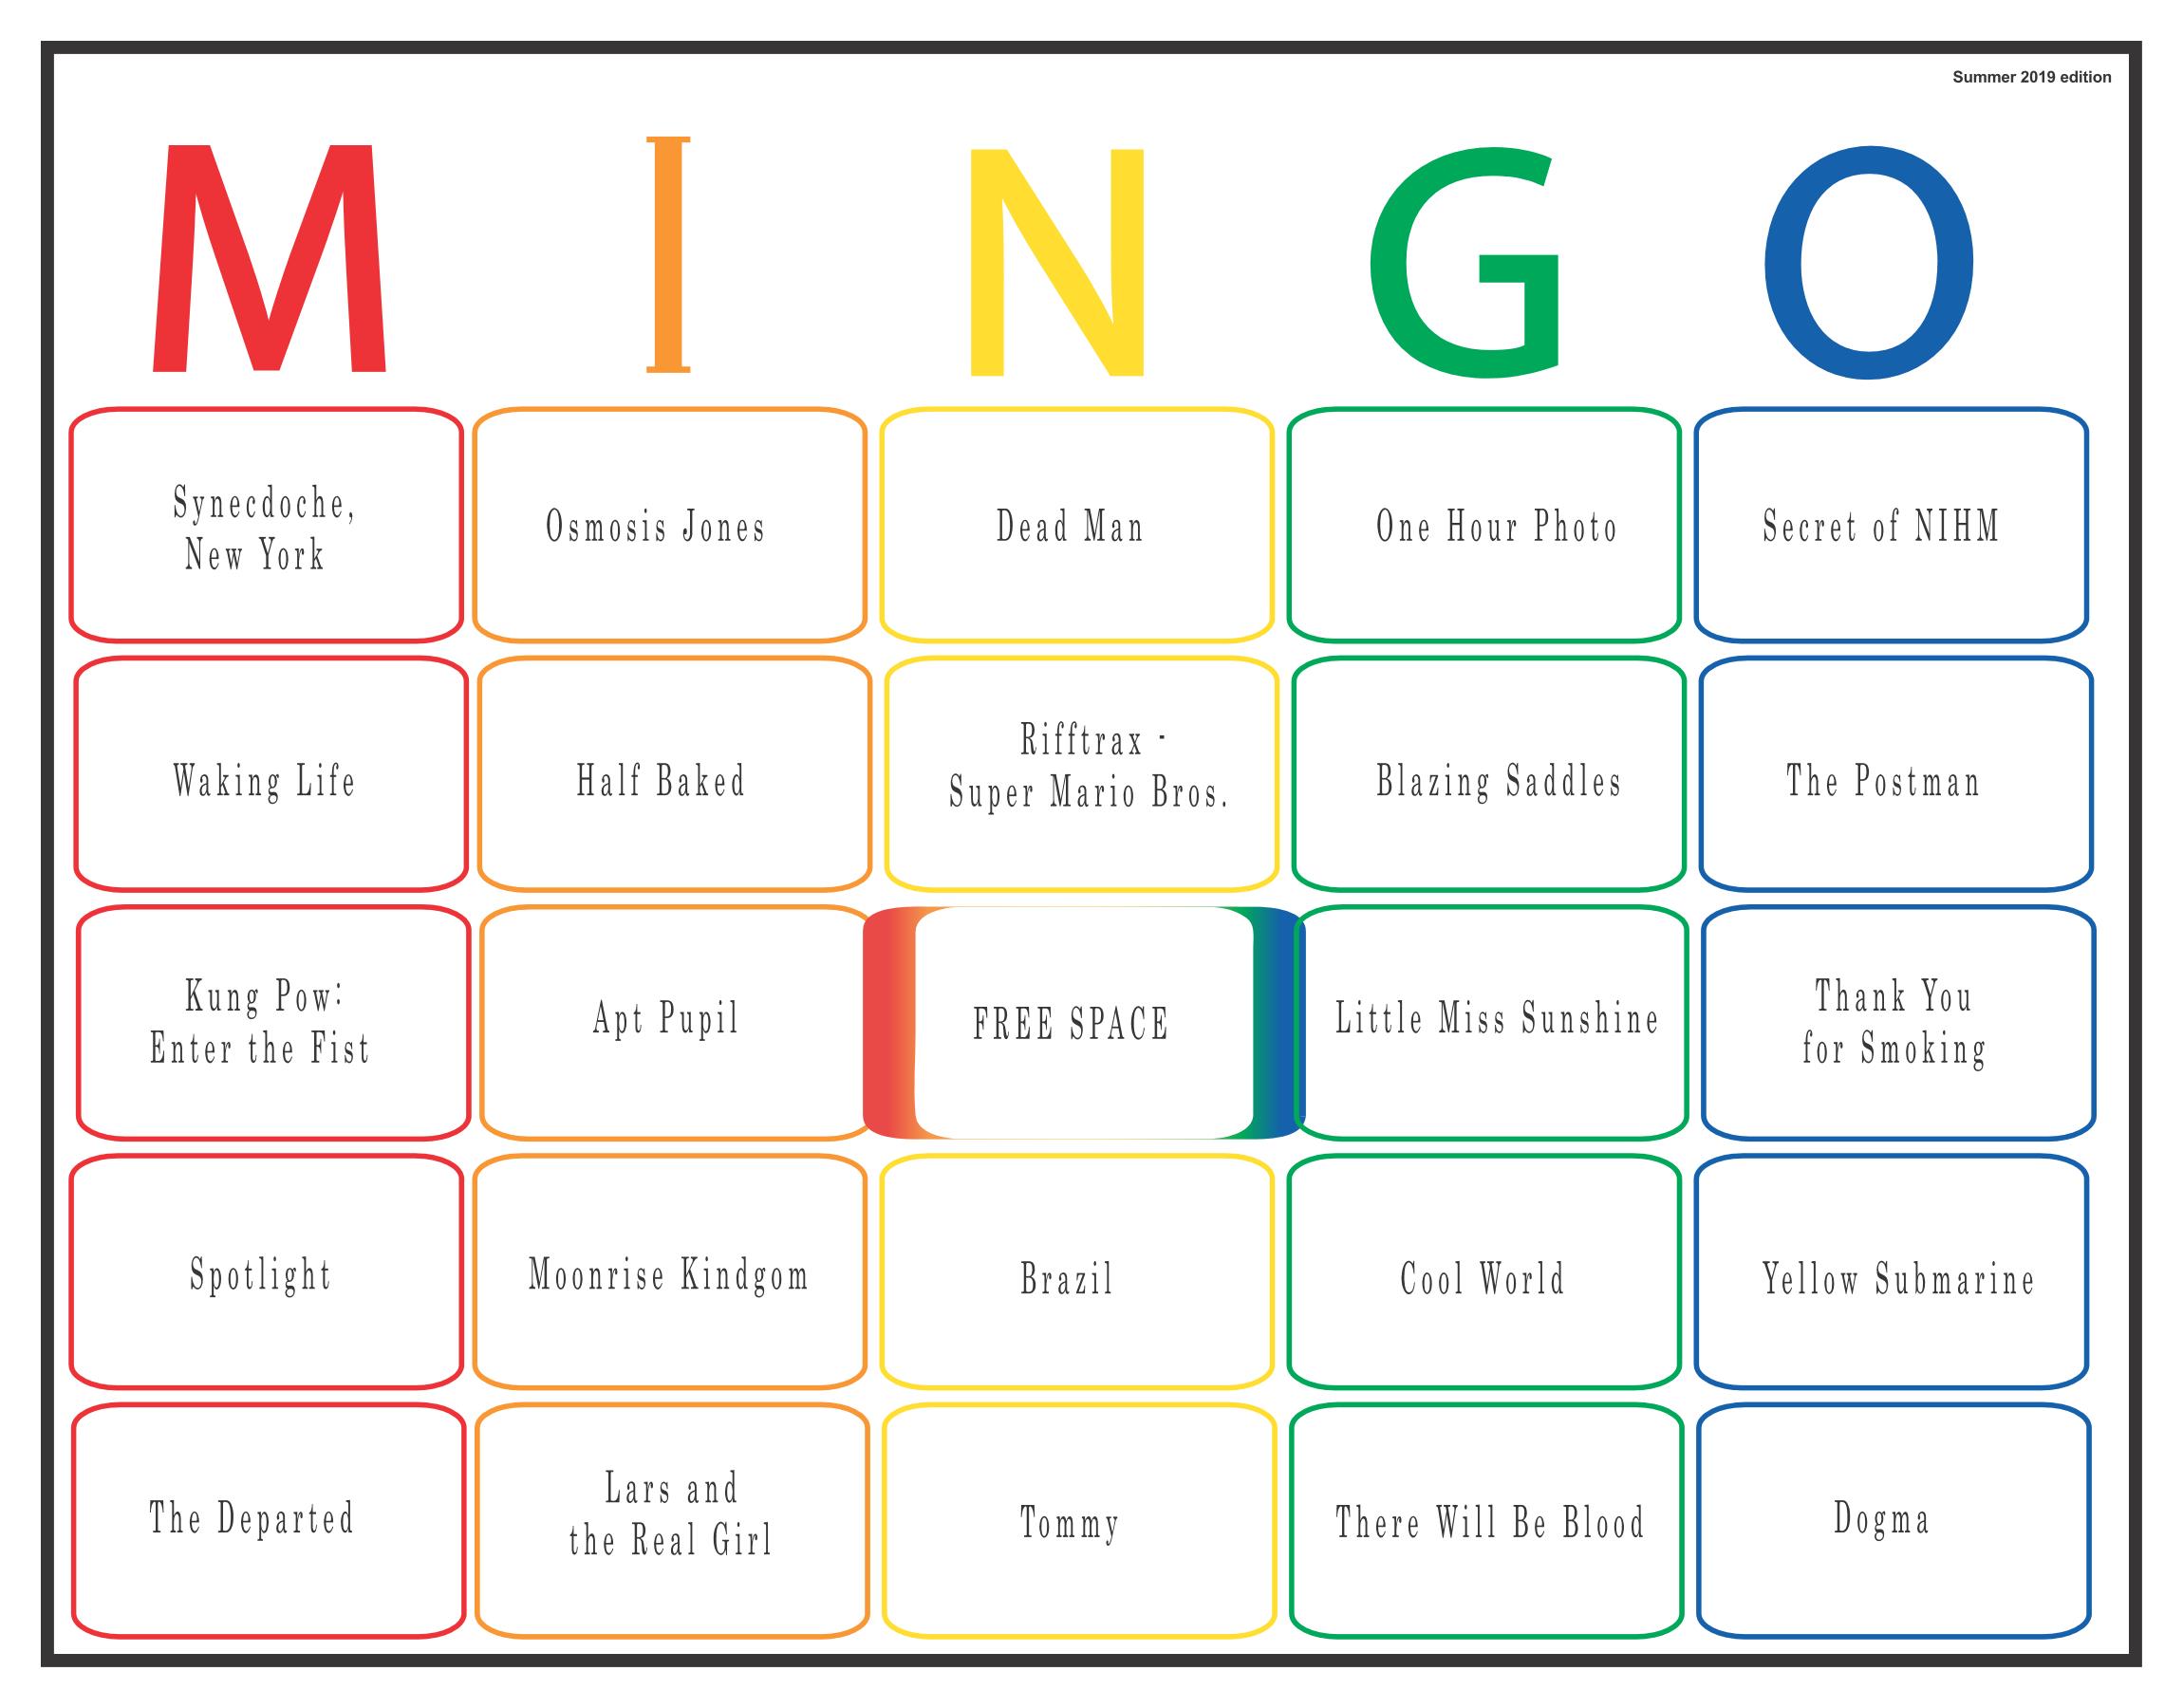 Summer 2019 edition
M I N G O
Synecdoche,
New York
Osmosis Jones
Dead Man
One Hour Photo
Secret of NIHM
Waking Life
Half Baked
Rifftrax -
Super Mario Bros.
Blazing Saddles
The Postman
Kung Pow:
Enter the Fist
Apt Pupil
FREE SPACE
Little Miss Sunshine
Thank You
for Smoking
Spotlight
Moonrise Kindgom
Brazil
Cool World
Yellow Submarine
The Departed
Lars and
the Real Girl
Tommy
There Will Be Blood
Dogma